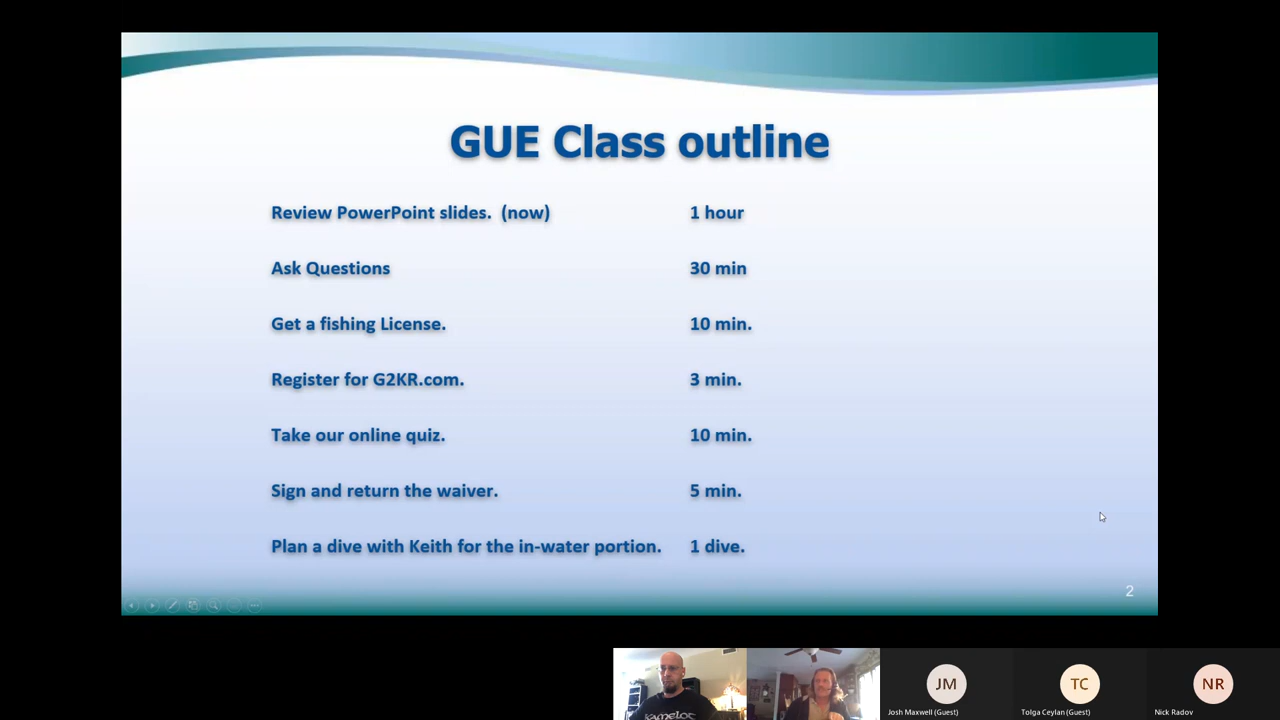 GUE Class outline
Review PowerPoint slides.  (now) 1 hour
Ask Questions 30 min
Get a fishing License. 10 min.
Register for G2KR.com. 3 min.
Take our online quiz. 10 min.
Sign and return the waiver. 5 min.
Plan a dive with Keith for the in-water portion. 1 dive.
2
KAMELOT
JM
TC
NR
Josh Maxwell (Guest)
Tolga Ceylan (Guest)
Nick Radov